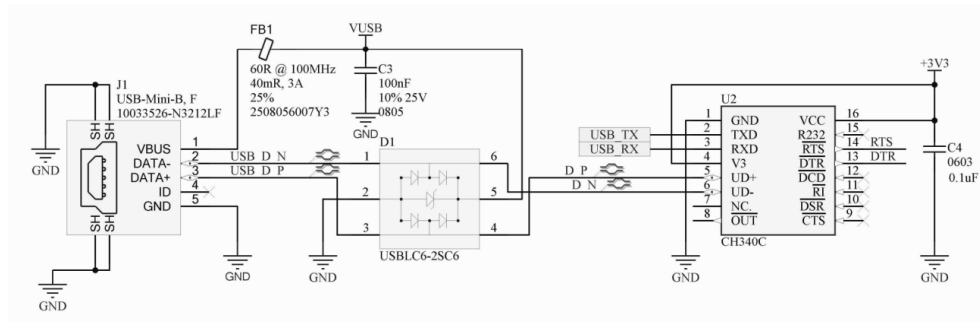 FB1
VUSB
60R @ 100MHz
40mR, 3A
25%
2508056007Y3
C3
100nF
10% 25V
0805
GND
+3V3
J1
USB-Mini-B, F
10033526-N3212LF
SH
SH
GND
VBUS 1
DATA- 2
DATA+ 3
ID 4
GND 5
SH
SH
GND
GND
USB D N
USB D P
D1
1
2
3
6
5
4
USBLC6-2SC6
GND
USB_TX
USB_RX
D P
D N
U2
1 GND VCC 16
2 TXD R232 15
3 RXD RTS 14 RTS
4 V3 DTR 13 DTR
5 UD+ DCD 12
6 UD- RI 11
7 NC. DSR 10
8 OUT CTS 9
CH340C
GND
C4
0603
0.1uF
GND